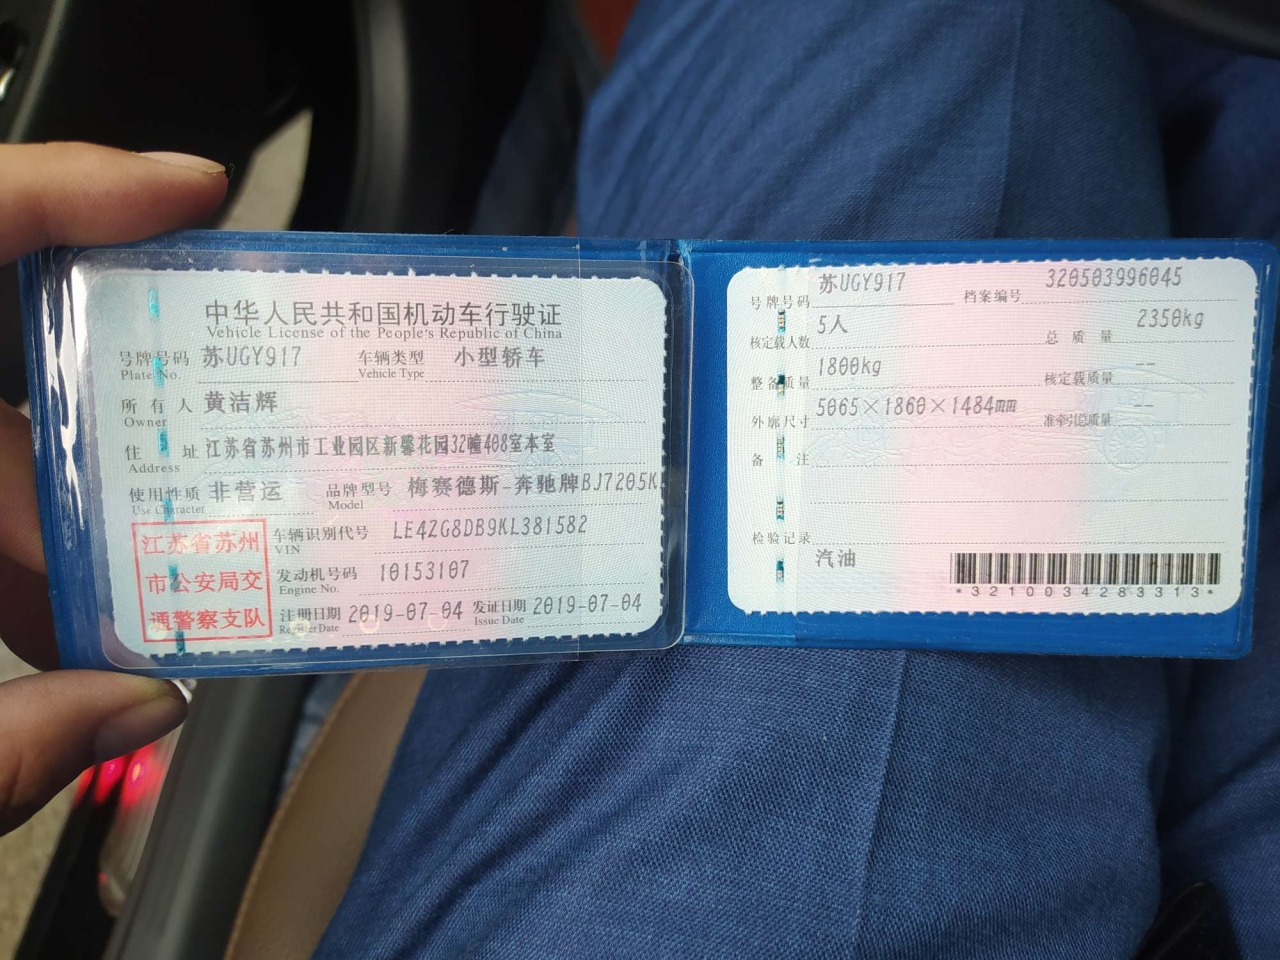 中华人民共和国机动车行驶证
Vehicle License of the People's Republic of China
号牌号码 苏UGY917 车辆类型 小型轿车
Plate No. Vehicle Type
所有人 黄洁辉
Owner
住址 江苏省苏州市工业园区新馨花园32幢408室本室
Address
使用性质 非营运 品牌型号 梅赛德斯-奔驰牌BJ7205K
Use Character Model
江苏省苏州
市公安局交
通警察支队
车辆识别代号 LE4ZG8DB9KL381582
VIN
发动机号码 10153107
Engine No.
注册日期 2019-07-04 发证日期 2019-07-04
Register Date Issue Date
号牌号码 苏UGY917 档案编号 320503996045
核定载人数 5人 总质量 2350kg
整备质量 1800kg 核定载质量 --
外廓尺寸 5065×1860×1484mm 准牵引总质量 --
备注
检验记录
汽油
*3210034283313*